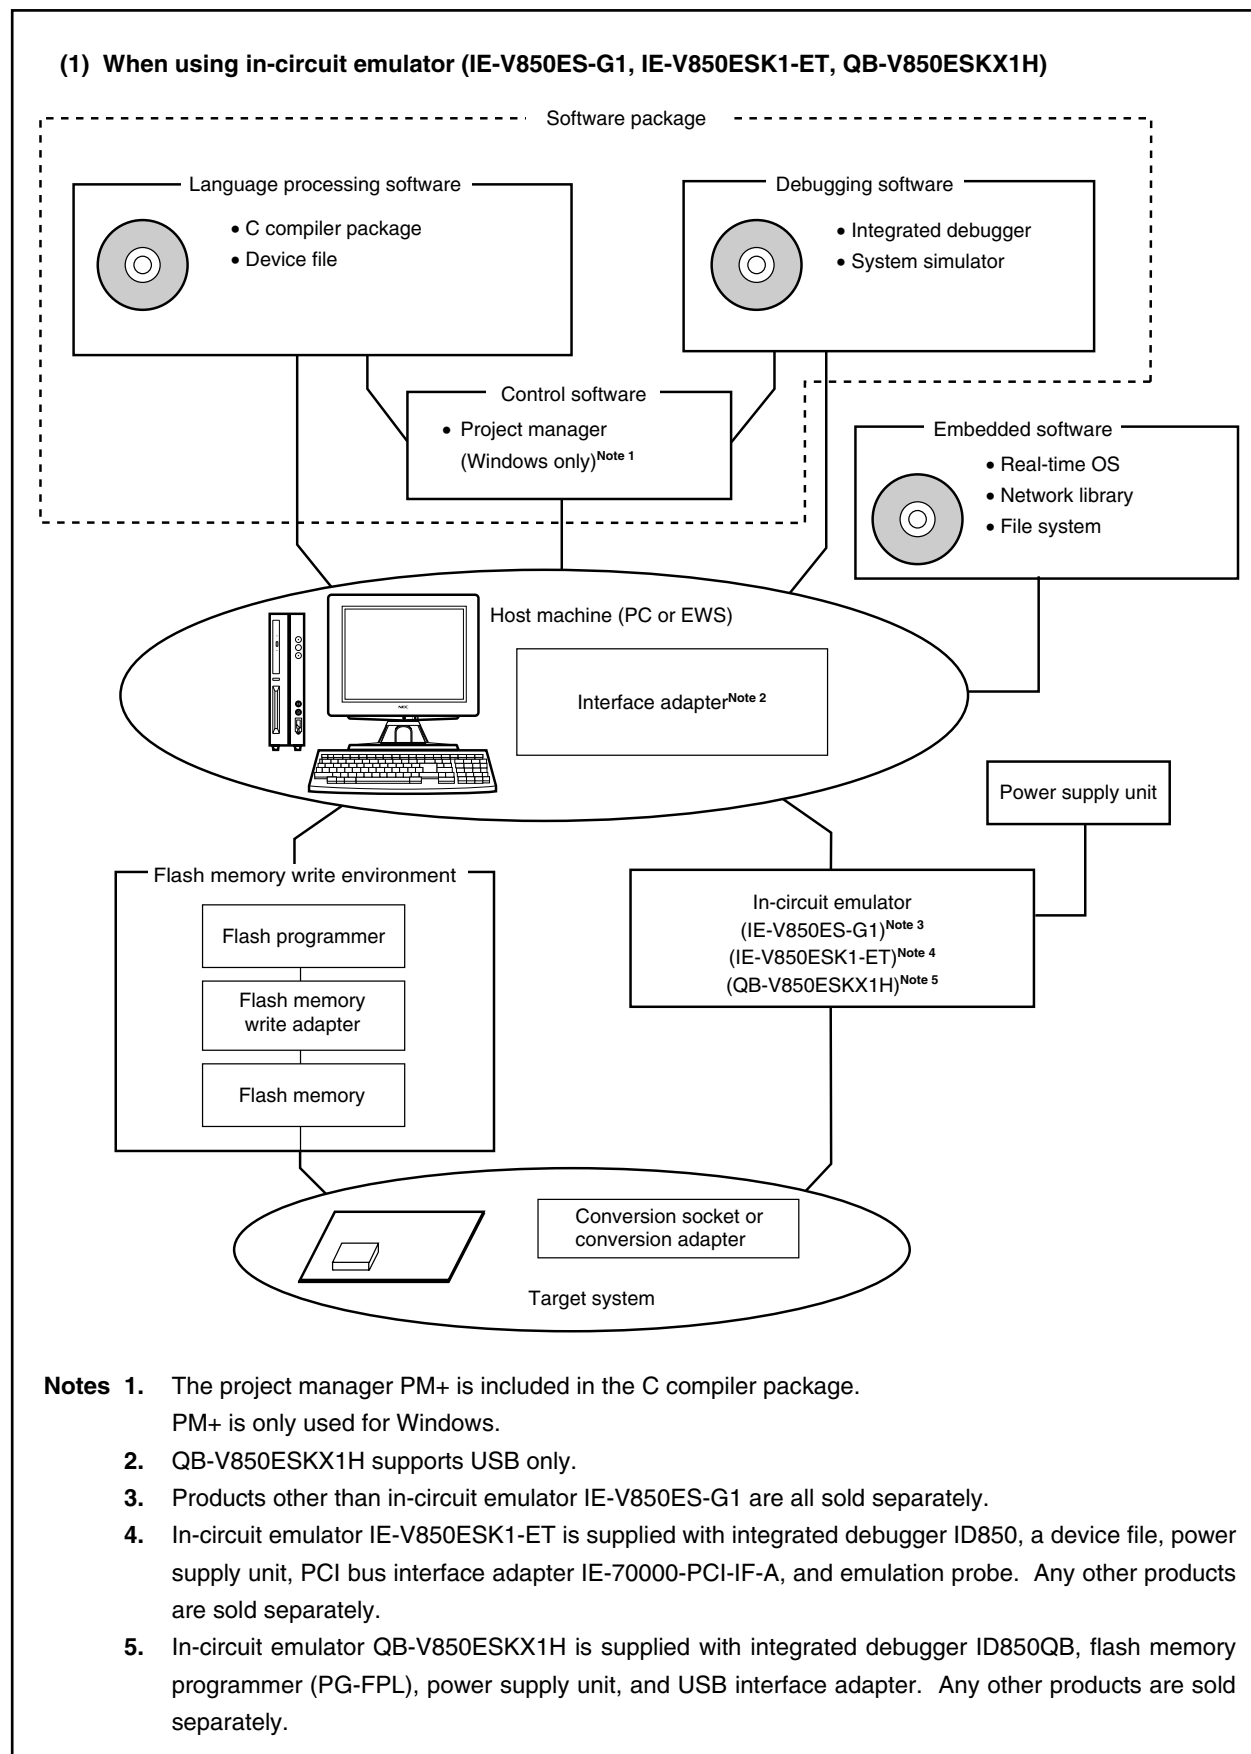 (1) When using in-circuit emulator (IE-V850ES-G1, IE-V850ESK1-ET, QB-V850ESKX1H)
Software package
Language processing software
• C compiler package
• Device file
Debugging software
• Integrated debugger
• System simulator
Control software
• Project manager
(Windows only)Note 1
Embedded software
• Real-time OS
• Network library
• File system
Host machine (PC or EWS)
NEC
Interface adapterNote 2
Power supply unit
Flash memory write environment
Flash programmer
Flash memory
write adapter
Flash memory
In-circuit emulator
(IE-V850ES-G1)Note 3
(IE-V850ESK1-ET)Note 4
(QB-V850ESKX1H)Note 5
Conversion socket or
conversion adapter
Target system
Notes 1. The project manager PM+ is included in the C compiler package.
PM+ is only used for Windows.
2. QB-V850ESKX1H supports USB only.
3. Products other than in-circuit emulator IE-V850ES-G1 are all sold separately.
4. In-circuit emulator IE-V850ESK1-ET is supplied with integrated debugger ID850, a device file, power
supply unit, PCI bus interface adapter IE-70000-PCI-IF-A, and emulation probe. Any other products
are sold separately.
5. In-circuit emulator QB-V850ESKX1H is supplied with integrated debugger ID850QB, flash memory
programmer (PG-FPL), power supply unit, and USB interface adapter. Any other products are sold
separately.